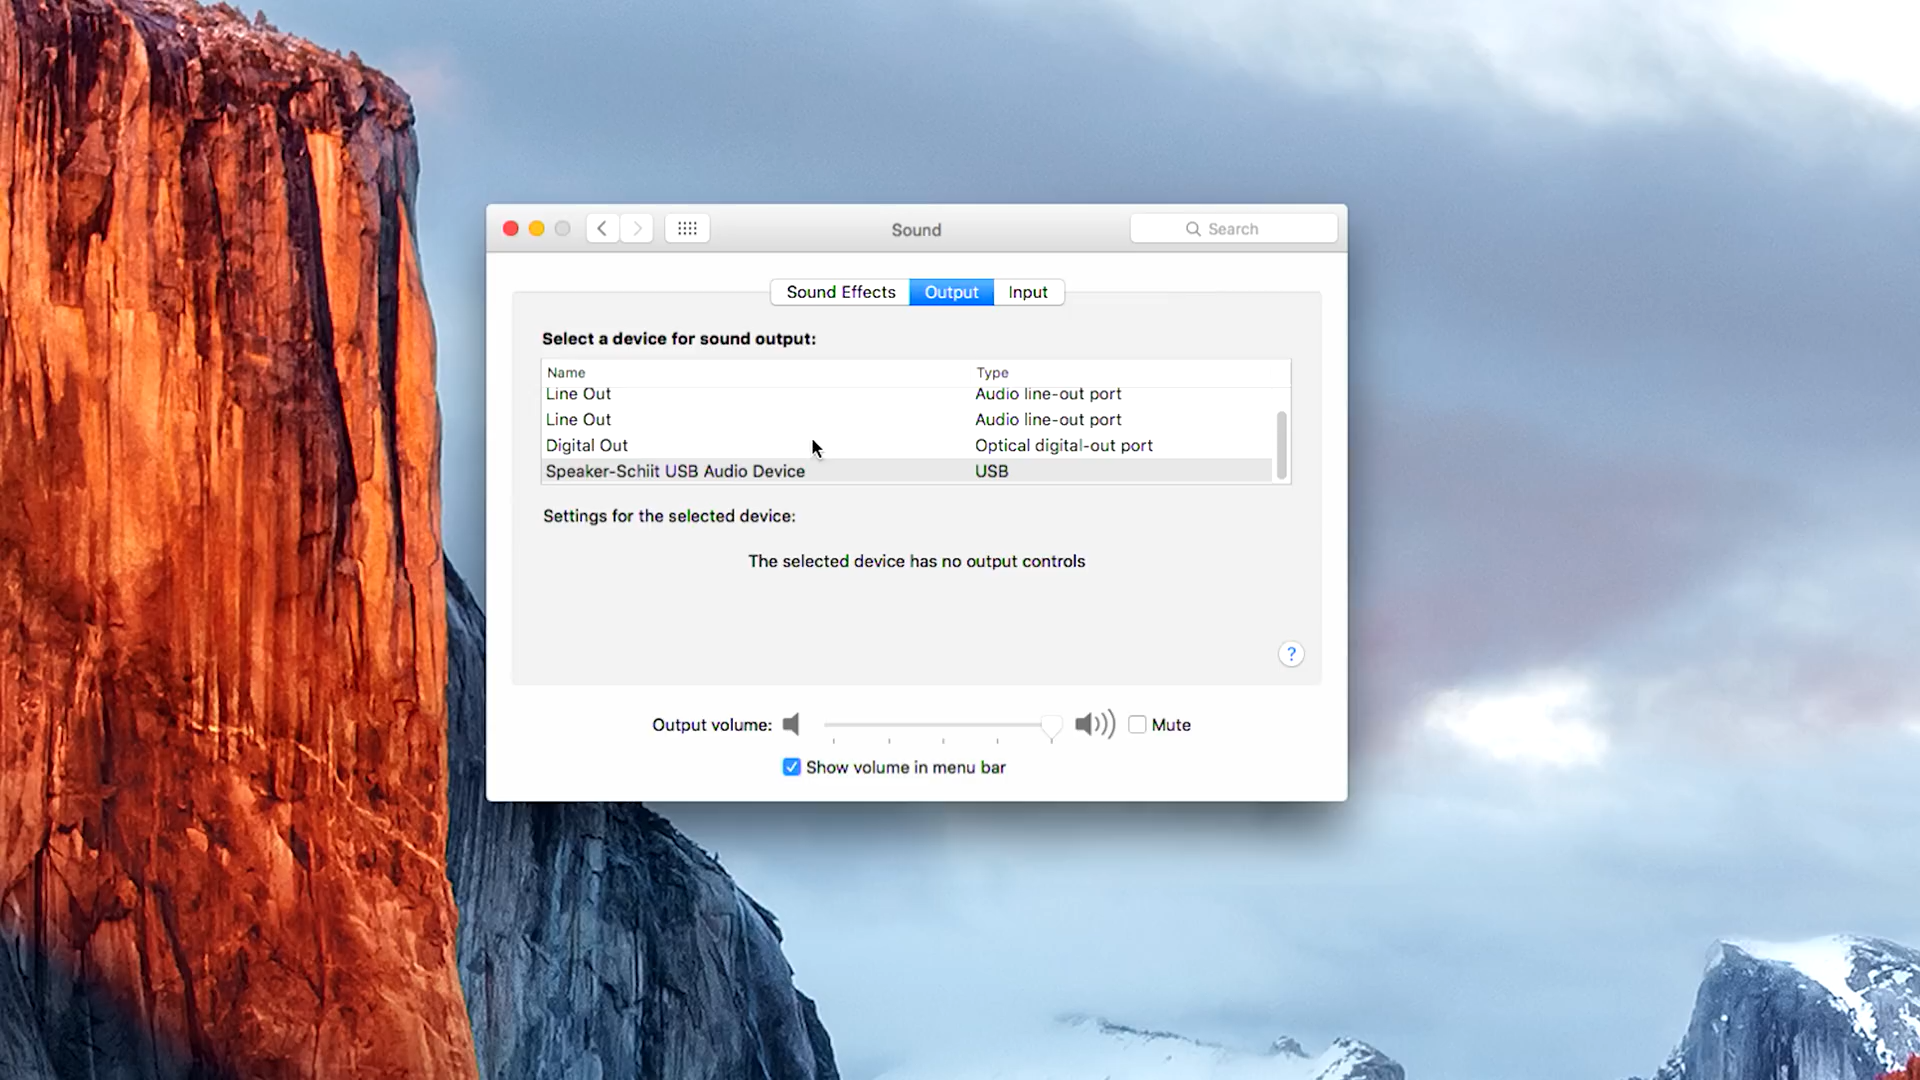 Sound
Search
Sound Effects Output Input
Select a device for sound output:
Name Type
Line Out Audio line-out port
Line Out Audio line-out port
Digital Out Optical digital-out port
Speaker-Schiit USB Audio Device USB
Settings for the selected device:
The selected device has no output controls
?
Output volume: Mute
Show volume in menu bar